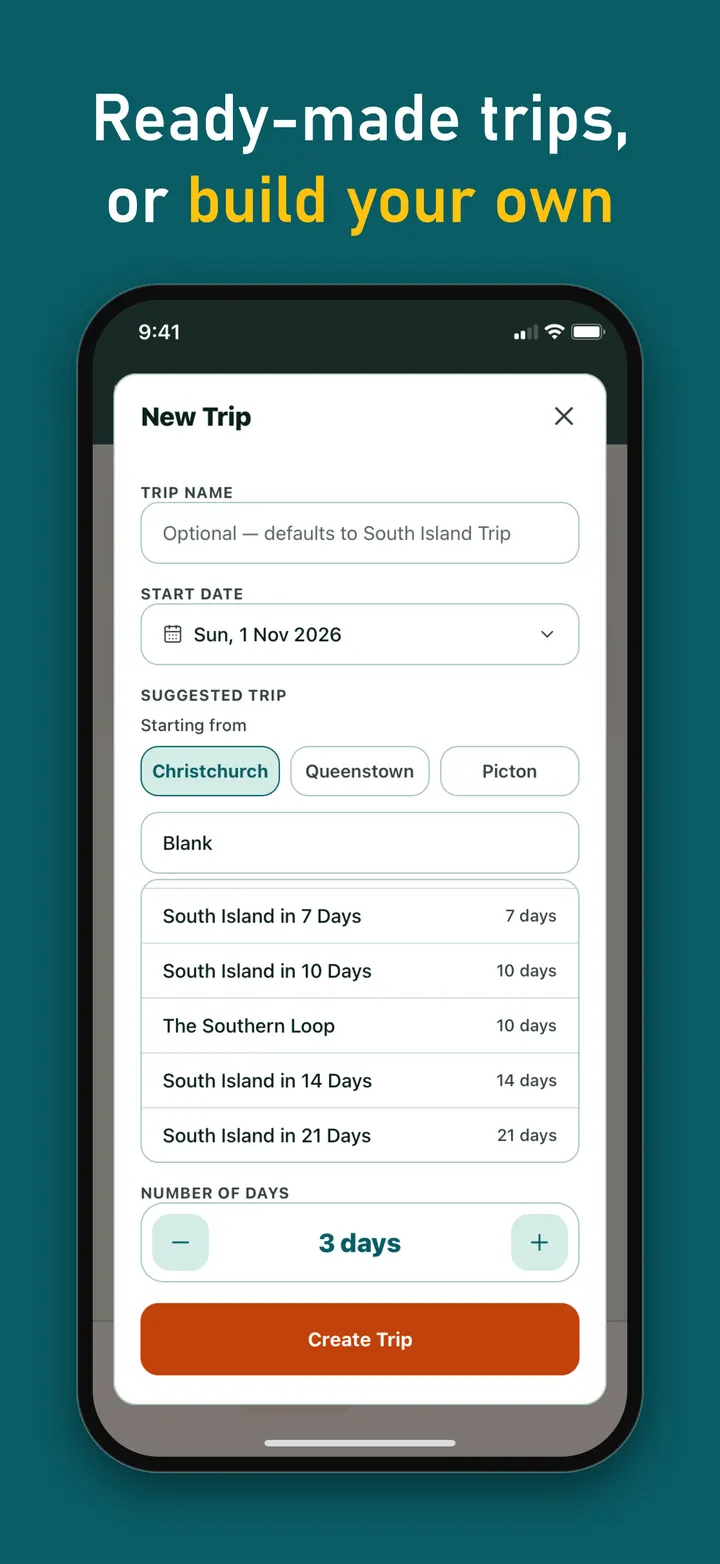 Ready-made trips,
or build your own
9:41
New Trip
TRIP NAME
Optional — defaults to South Island Trip
START DATE
Sun, 1 Nov 2026
SUGGESTED TRIP
Starting from
Christchurch Queenstown Picton
Blank
South Island in 7 Days 7 days
South Island in 10 Days 10 days
The Southern Loop 10 days
South Island in 14 Days 14 days
South Island in 21 Days 21 days
NUMBER OF DAYS
− 3 days +
Create Trip